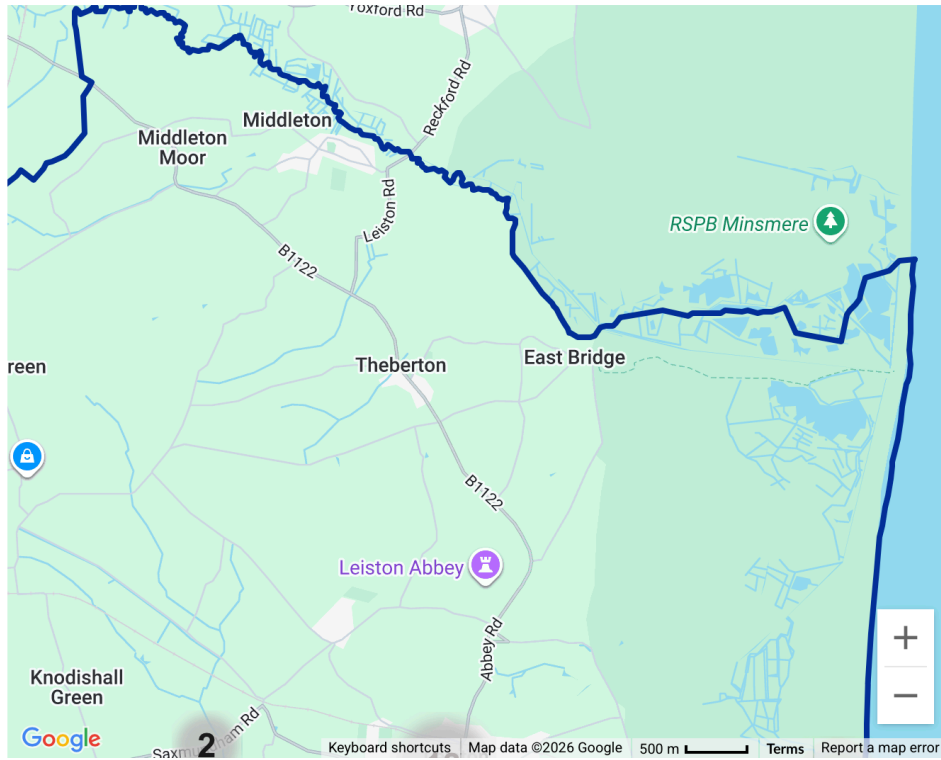 Reckford Rd
Middleton
Middleton
Moor
Leiston Rd
RSPB Minsmere
B1122
East Bridge
Theberton
reen
B1122
Leiston Abbey
Abbey Rd
Knodishall
Green
+
−
Google
2
Keyboard shortcuts
Map data ©2026 Google
500 m
Terms
Report a map error